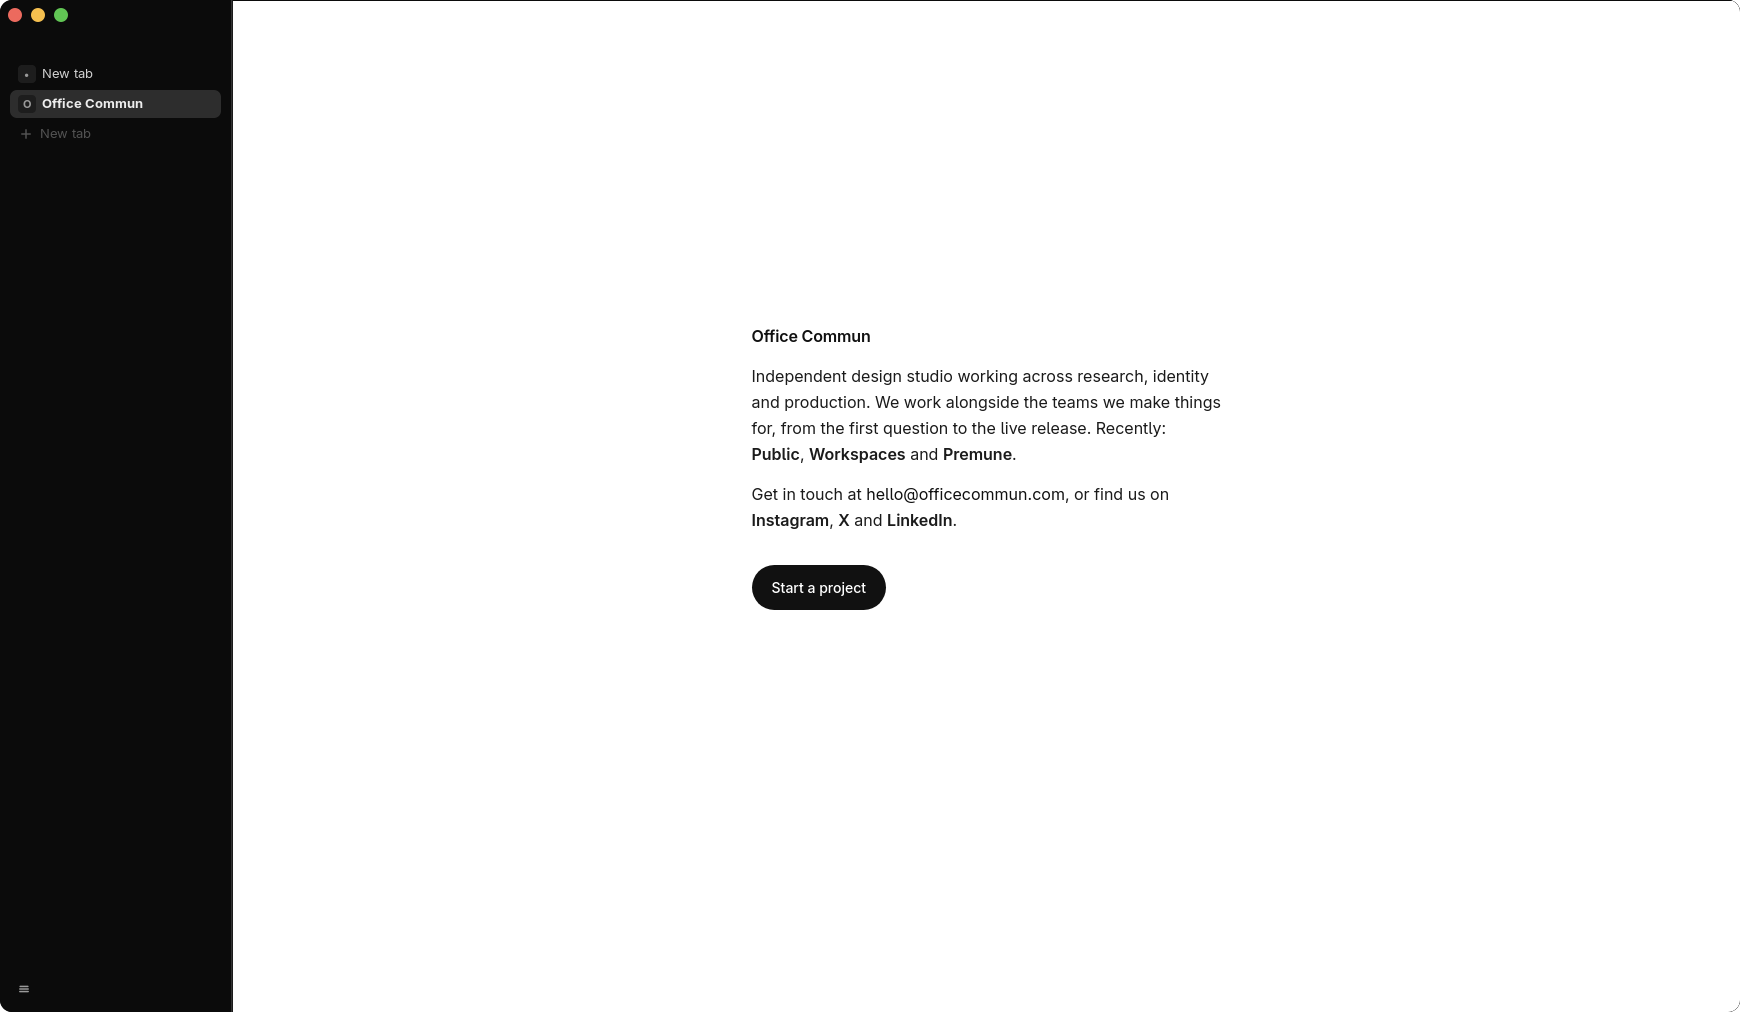 New tab
O Office Commun
New tab
Office Commun
Independent design studio working across research, identity
and production. We work alongside the teams we make things
for, from the first question to the live release. Recently:
Public, Workspaces and Premune.
Get in touch at hello@officecommun.com, or find us on
Instagram, X and LinkedIn.
Start a project